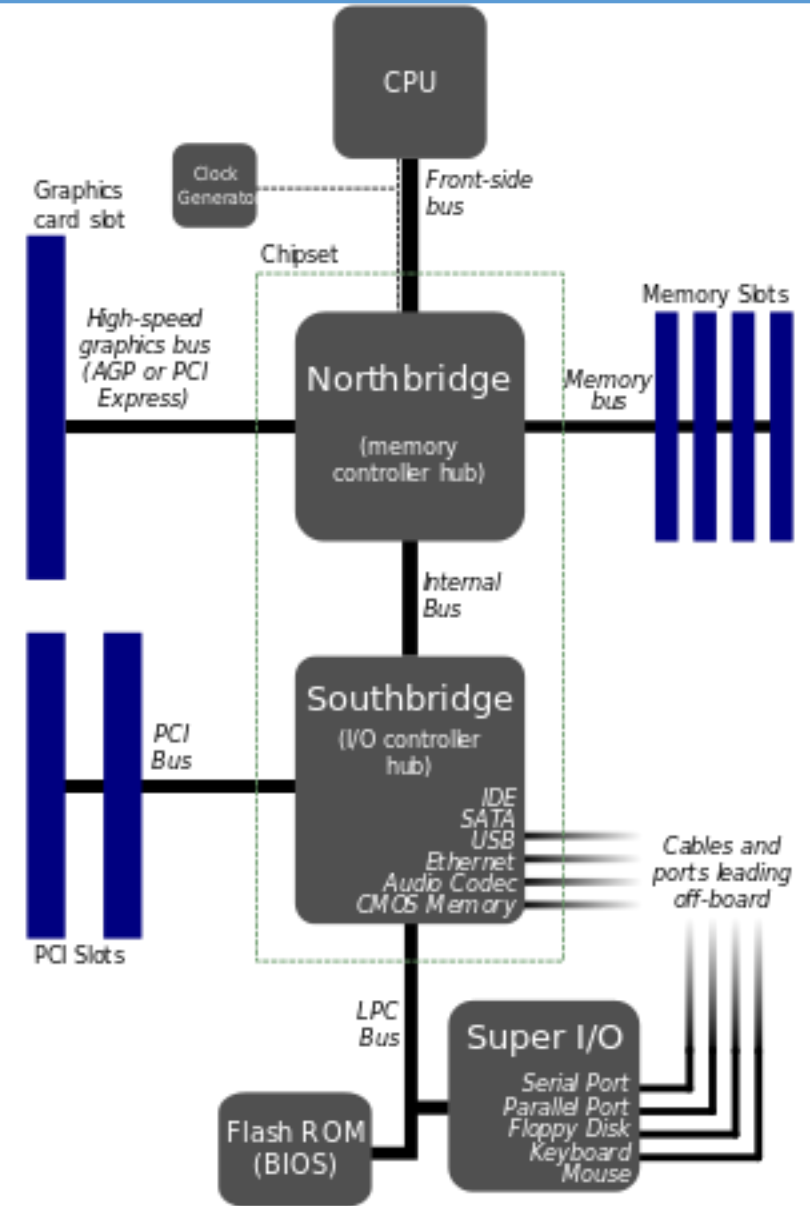 CPU
Clock
Generator
Front-side
bus
Graphics
card slot
Chipset
High-speed
graphics bus
(AGP or PCI
Express)
Northbridge
(memory
controller hub)
Memory Slots
Memory
bus
Internal
Bus
Southbridge
(I/O controller
hub)
IDE
SATA
USB
Ethernet
Audio Codec
CMOS Memory
PCI
Bus
PCI Slots
Cables and
ports leading
off-board
LPC
Bus
Super I/O
Serial Port
Parallel Port
Floppy Disk
Keyboard
Mouse
Flash ROM
(BIOS)